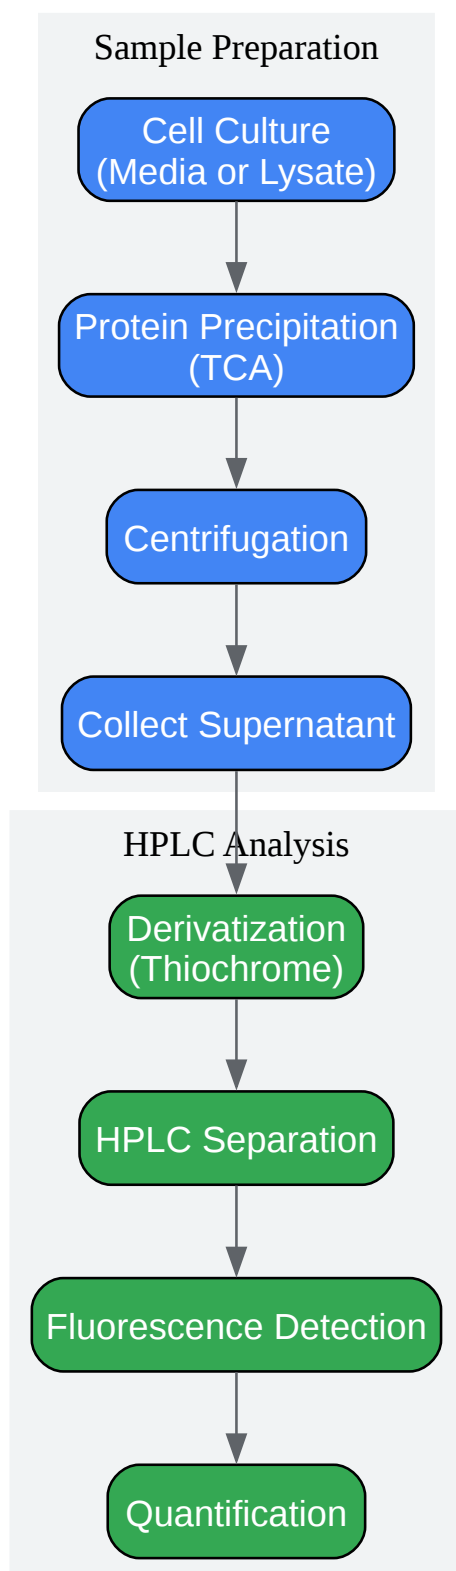 Sample Preparation
Cell Culture
(Media or Lysate)
Protein Precipitation
(TCA)
Centrifugation
Collect Supernatant
HPLC Analysis
Derivatization
(Thiochrome)
HPLC Separation
Fluorescence Detection
Quantification